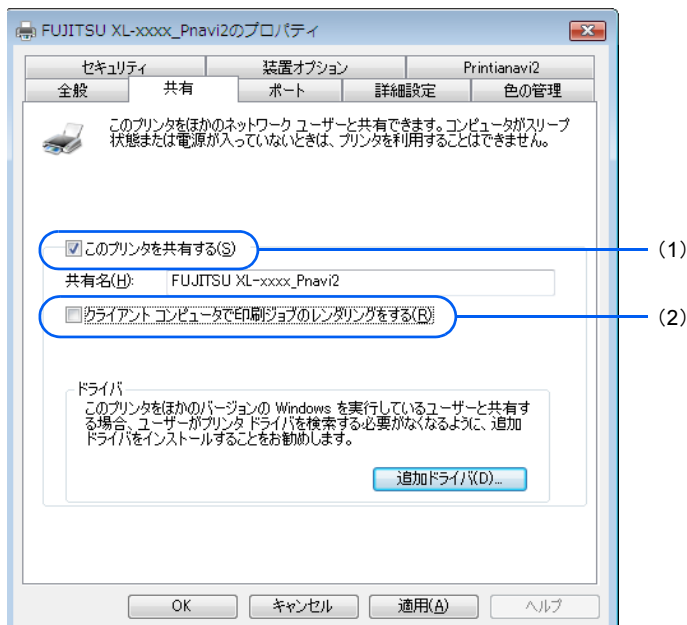 FUJITSU XL-xxxx_Pnavi2のプロパティ
セキュリティ 装置オプション Printianavi2
全般 共有 ポート 詳細設定 色の管理
このプリンタをほかのネットワーク ユーザーと共有できます。コンピュータがスリープ
状態または電源が入っていないときは、プリンタを利用することはできません。
このプリンタを共有する(S) (1)
共有名(H): FUJITSU XL-xxxx_Pnavi2
クライアント コンピュータで印刷ジョブのレンダリングをする(R) (2)
ドライバ
このプリンタをほかのバージョンの Windows を実行しているユーザーと共有す
る場合、ユーザーがプリンタ ドライバを検索する必要がなくなるように、追加
ドライバをインストールすることをお勧めします。
追加ドライバ(D)...
OK キャンセル 適用(A) ヘルプ